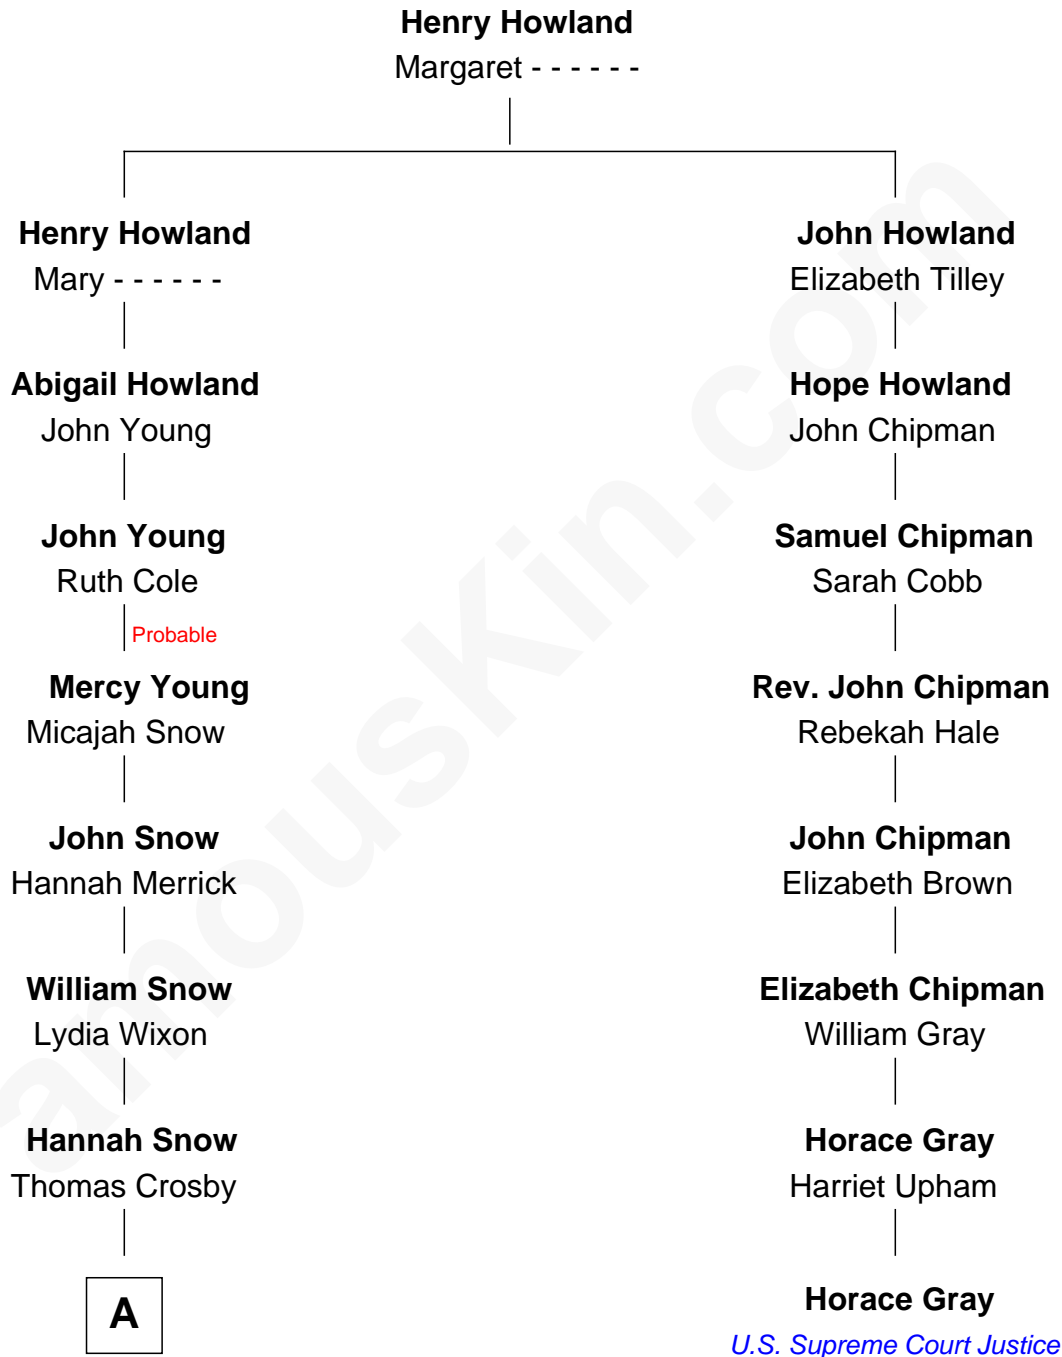 Henry Howland
Margaret - - - - - -
Henry Howland
Mary - - - - - -
John Howland
Elizabeth Tilley
Abigail Howland
John Young
Hope Howland
John Chipman
John Young
Ruth Cole
Samuel Chipman
Sarah Cobb
Probable
Mercy Young
Micajah Snow
Rev. John Chipman
Rebekah Hale
John Snow
Hannah Merrick
John Chipman
Elizabeth Brown
William Snow
Lydia Wixon
Elizabeth Chipman
William Gray
Hannah Snow
Thomas Crosby
Horace Gray
Harriet Upham
A
Horace Gray
U.S. Supreme Court Justice
amouskin.com